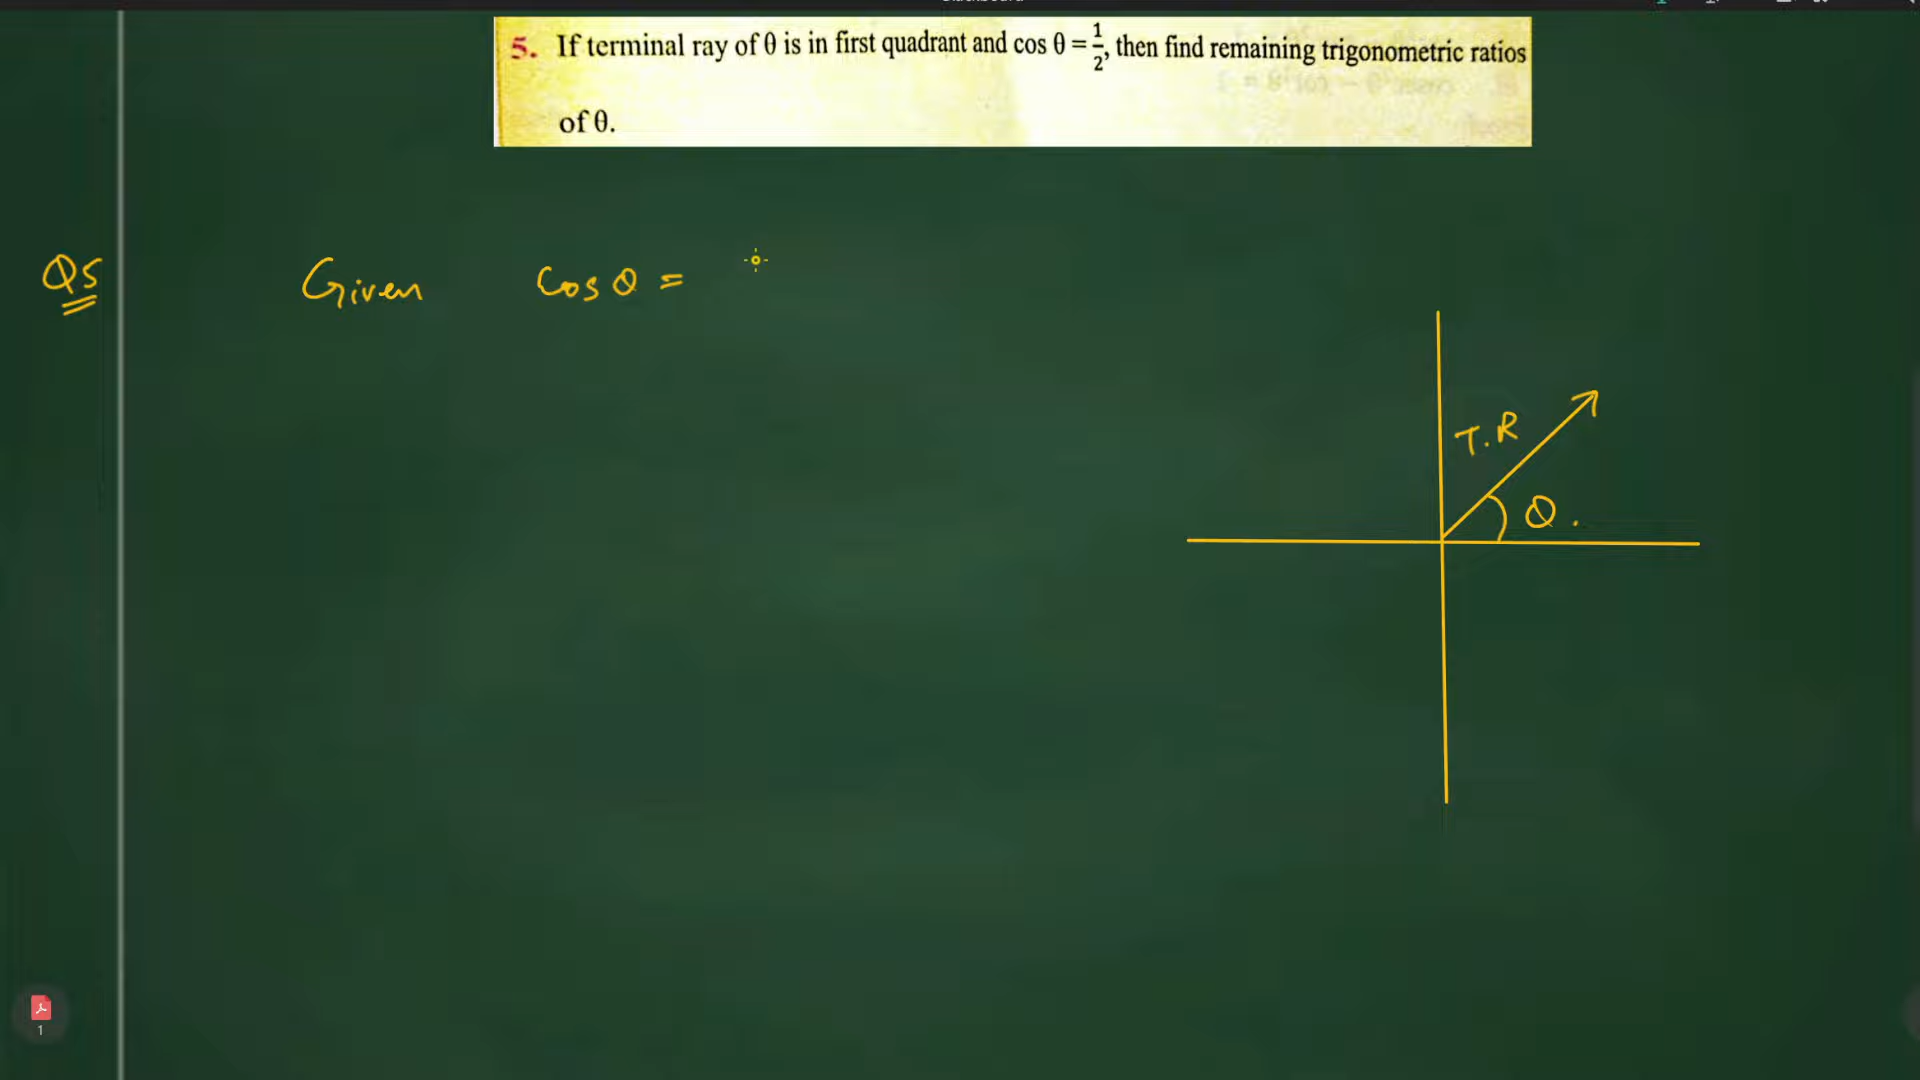 5. If terminal ray of θ is in first quadrant and cos θ = 1/2, then find remaining trigonometric ratios
of θ.
Q5 Given Cos θ =
T.R
θ.
1